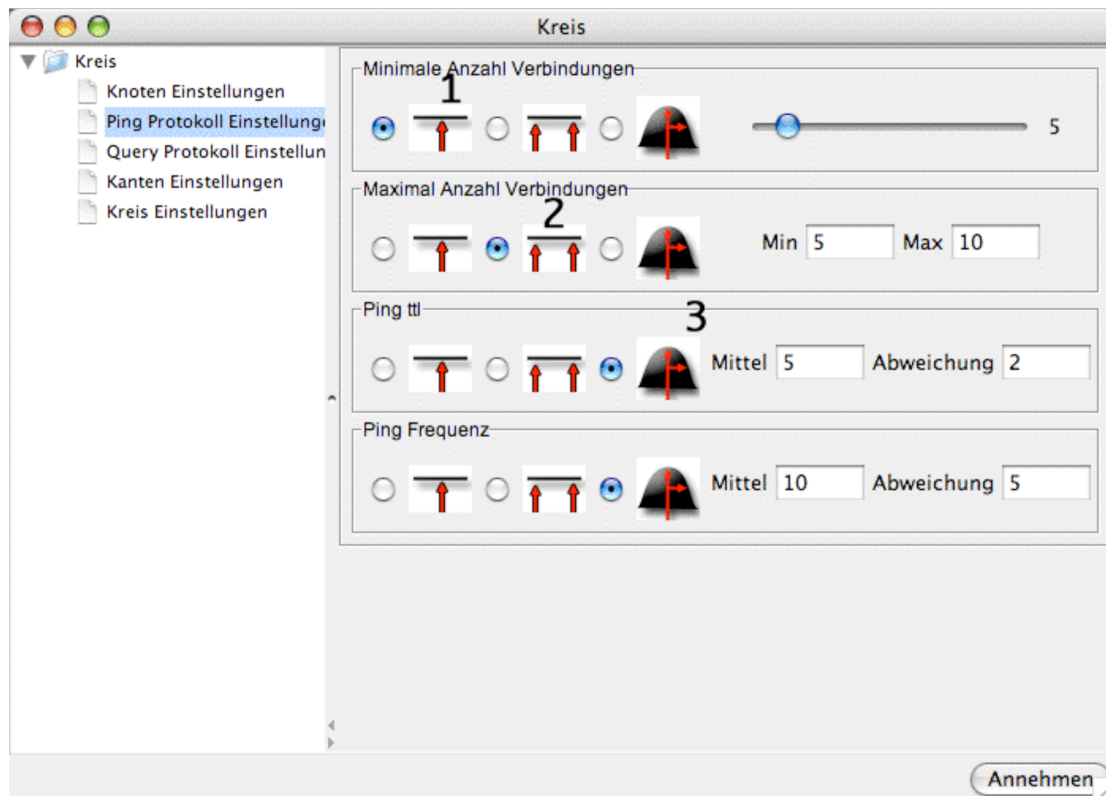 Kreis
Kreis
Knoten Einstellungen
Ping Protokoll Einstellunge
Query Protokoll Einstellun
Kanten Einstellungen
Kreis Einstellungen
Minimale Anzahl Verbindungen
1
5
Maximal Anzahl Verbindungen
2
Min 5 Max 10
Ping ttl
3
Mittel 5 Abweichung 2
Ping Frequenz
Mittel 10 Abweichung 5
Annehmen